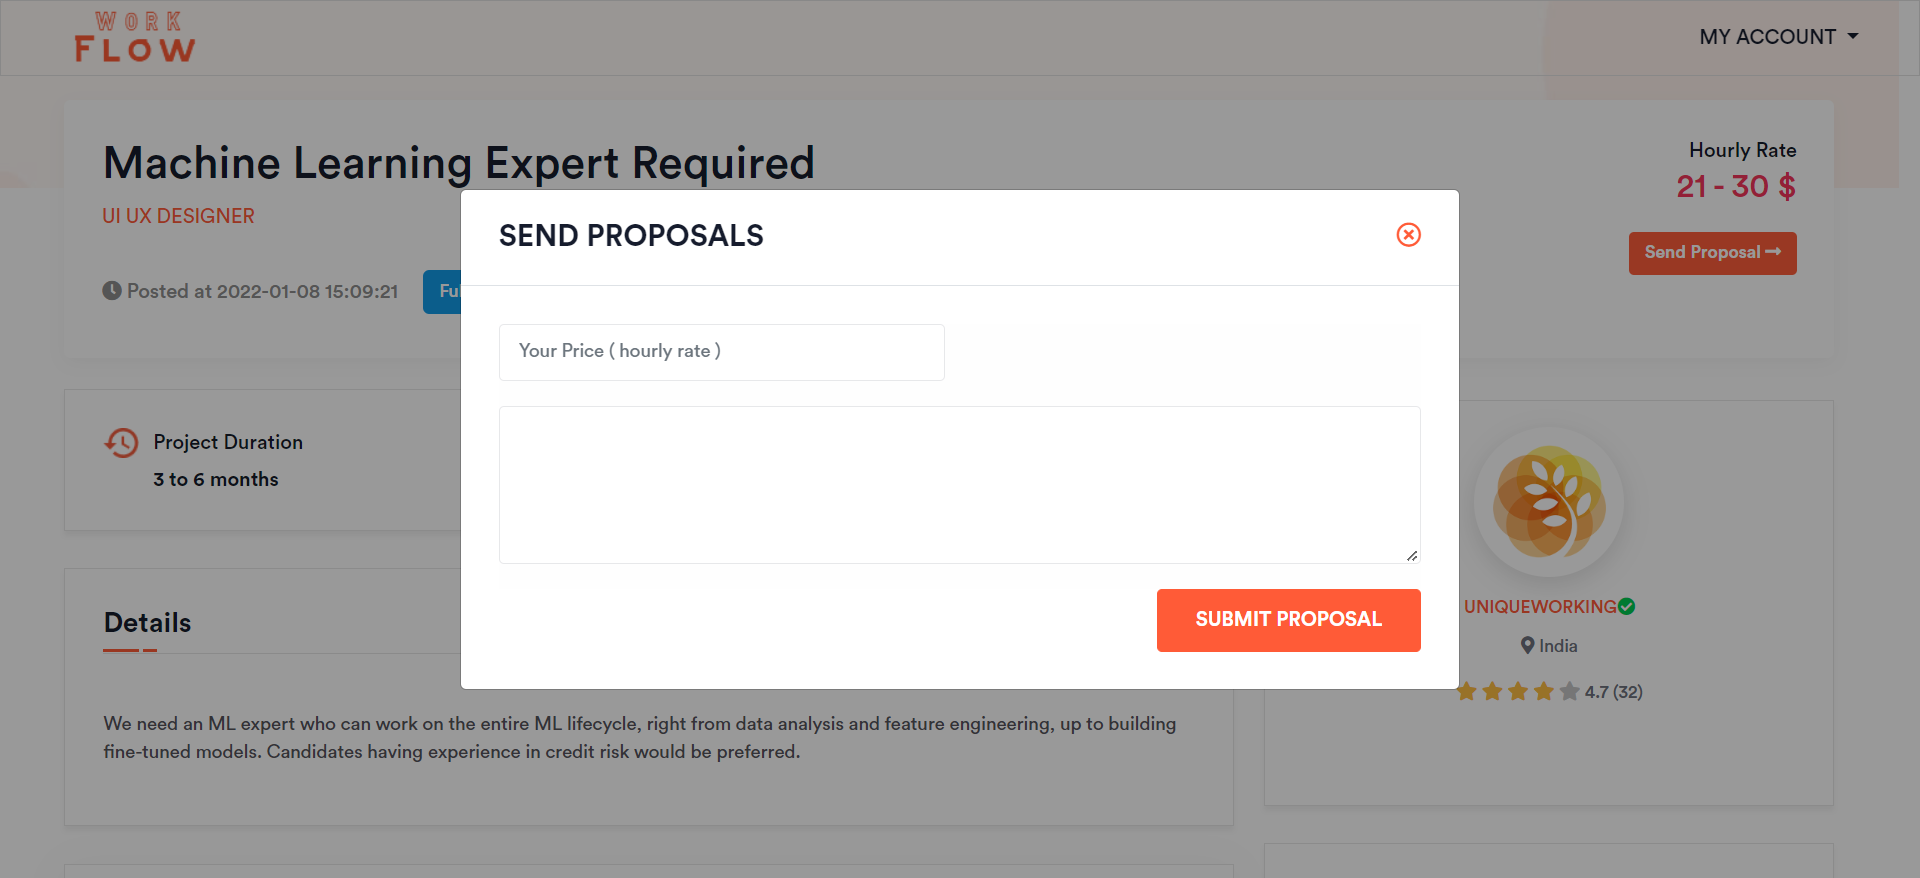 WORK
FLOW
MY ACCOUNT
Machine Learning Expert Required
UI UX DESIGNER
Posted at 2022-01-08 15:09:21
Hourly Rate
21 - 30 $
Send Proposal
SEND PROPOSALS
Your Price ( hourly rate )
SUBMIT PROPOSAL
Project Duration
3 to 6 months
Details
We need an ML expert who can work on the entire ML lifecycle, right from data analysis and feature engineering, up to building
fine-tuned models. Candidates having experience in credit risk would be preferred.
UNIQUEWORKING
India
4.7 (32)